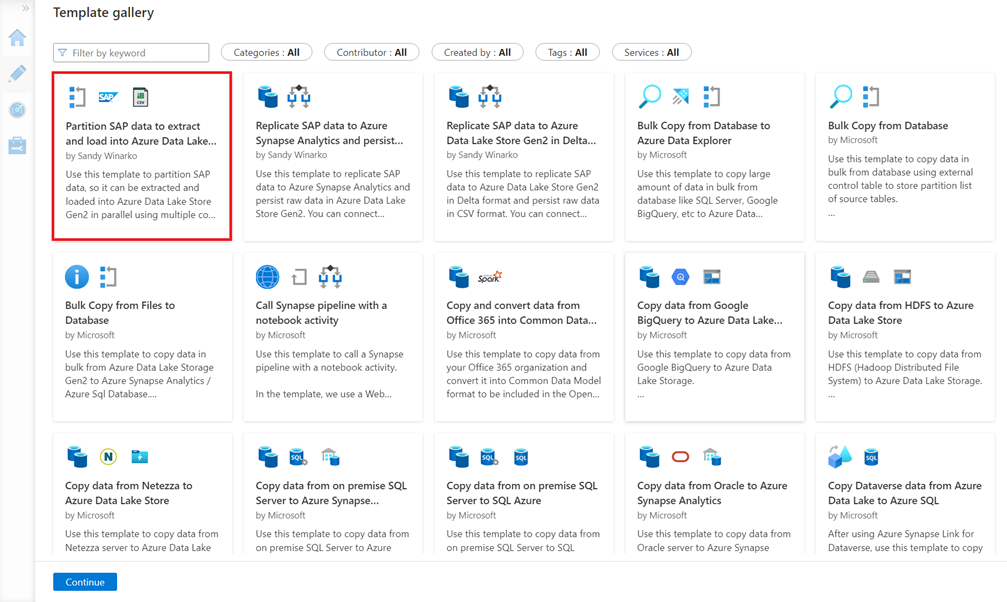 »
Template gallery
Filter by keyword
Categories : All
Contributor : All
Created by : All
Tags : All
Services : All
SAP
CSV
Partition SAP data to extract
and load into Azure Data Lake...
by Sandy Winarko
Use this template to partition SAP
data, so it can be extracted and
loaded into Azure Data Lake Store
Gen2 in parallel using multiple co...
Replicate SAP data to Azure
Synapse Analytics and persist...
by Sandy Winarko
Use this template to replicate SAP
data to Azure Synapse Analytics and
persist raw data in Azure Data Lake
Store Gen2. You can connect...
Replicate SAP data to Azure
Data Lake Store Gen2 in Delta...
by Sandy Winarko
Use this template to replicate SAP
data to Azure Data Lake Store Gen2
in Delta format and persist raw data
in CSV format. You can connect...
Bulk Copy from Database to
Azure Data Explorer
by Microsoft
Use this template to copy large
amount of data in bulk from
database like SQL Server, Google
BigQuery, etc to Azure Data...
Bulk Copy from Database
by Microsoft
Use this template to copy data in
bulk from database using external
control table to store partition list
of source tables.
...
Bulk Copy from Files to
Database
by Microsoft
Use this template to copy data in
bulk from Azure Data Lake Storage
Gen2 to Azure Synapse Analytics /
Azure Sql Database....
Call Synapse pipeline with a
notebook activity
by Microsoft
Use this template to call a Synapse
pipeline with a notebook activity.
In the template, we use a Web...
Spark
Copy and convert data from
Office 365 into Common Data...
by Microsoft
Use this template to copy data from
your Office 365 organization and
convert it into Common Data Model
format to be included in the Open...
Copy data from Google
BigQuery to Azure Data Lake...
by Microsoft
Use this template to copy data from
Google BigQuery to Azure Data
Lake Storage.
...
Copy data from HDFS to Azure
Data Lake Store
by Microsoft
Use this template to copy data from
HDFS (Hadoop Distributed File
System) to Azure Data Lake Storage.
...
N
Copy data from Netezza to
Azure Data Lake Store
by Microsoft
Use this template to copy data from
Netezza server to Azure Data Lake
SQL
Copy data from on premise SQL
Server to Azure Synapse...
by Microsoft
Use this template to copy data from
on premise SQL Server to Azure
SQL
SQL
Copy data from on premise SQL
Server to SQL Azure
by Microsoft
Use this template to copy data from
on premise SQL Server to SQL
Copy data from Oracle to Azure
Synapse Analytics
by Microsoft
Use this template to copy data from
Oracle server to Azure Synapse
SQL
Copy Dataverse data from Azure
Data Lake to Azure SQL
by Microsoft
After using Azure Synapse Link for
Dataverse, use this template to copy
Continue